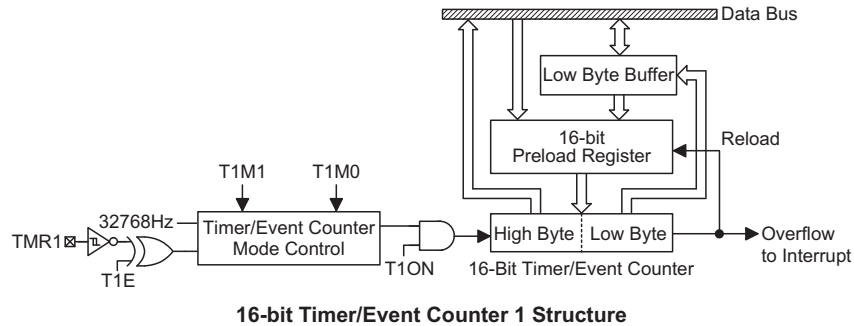 Data Bus
Low Byte Buffer
16-bit
Preload Register
Reload
T1M1
T1M0
32768Hz
Timer/Event Counter
Mode Control
TMR1
T1E
T1ON
High Byte
Low Byte
Overflow
to Interrupt
16-Bit Timer/Event Counter
16-bit Timer/Event Counter 1 Structure